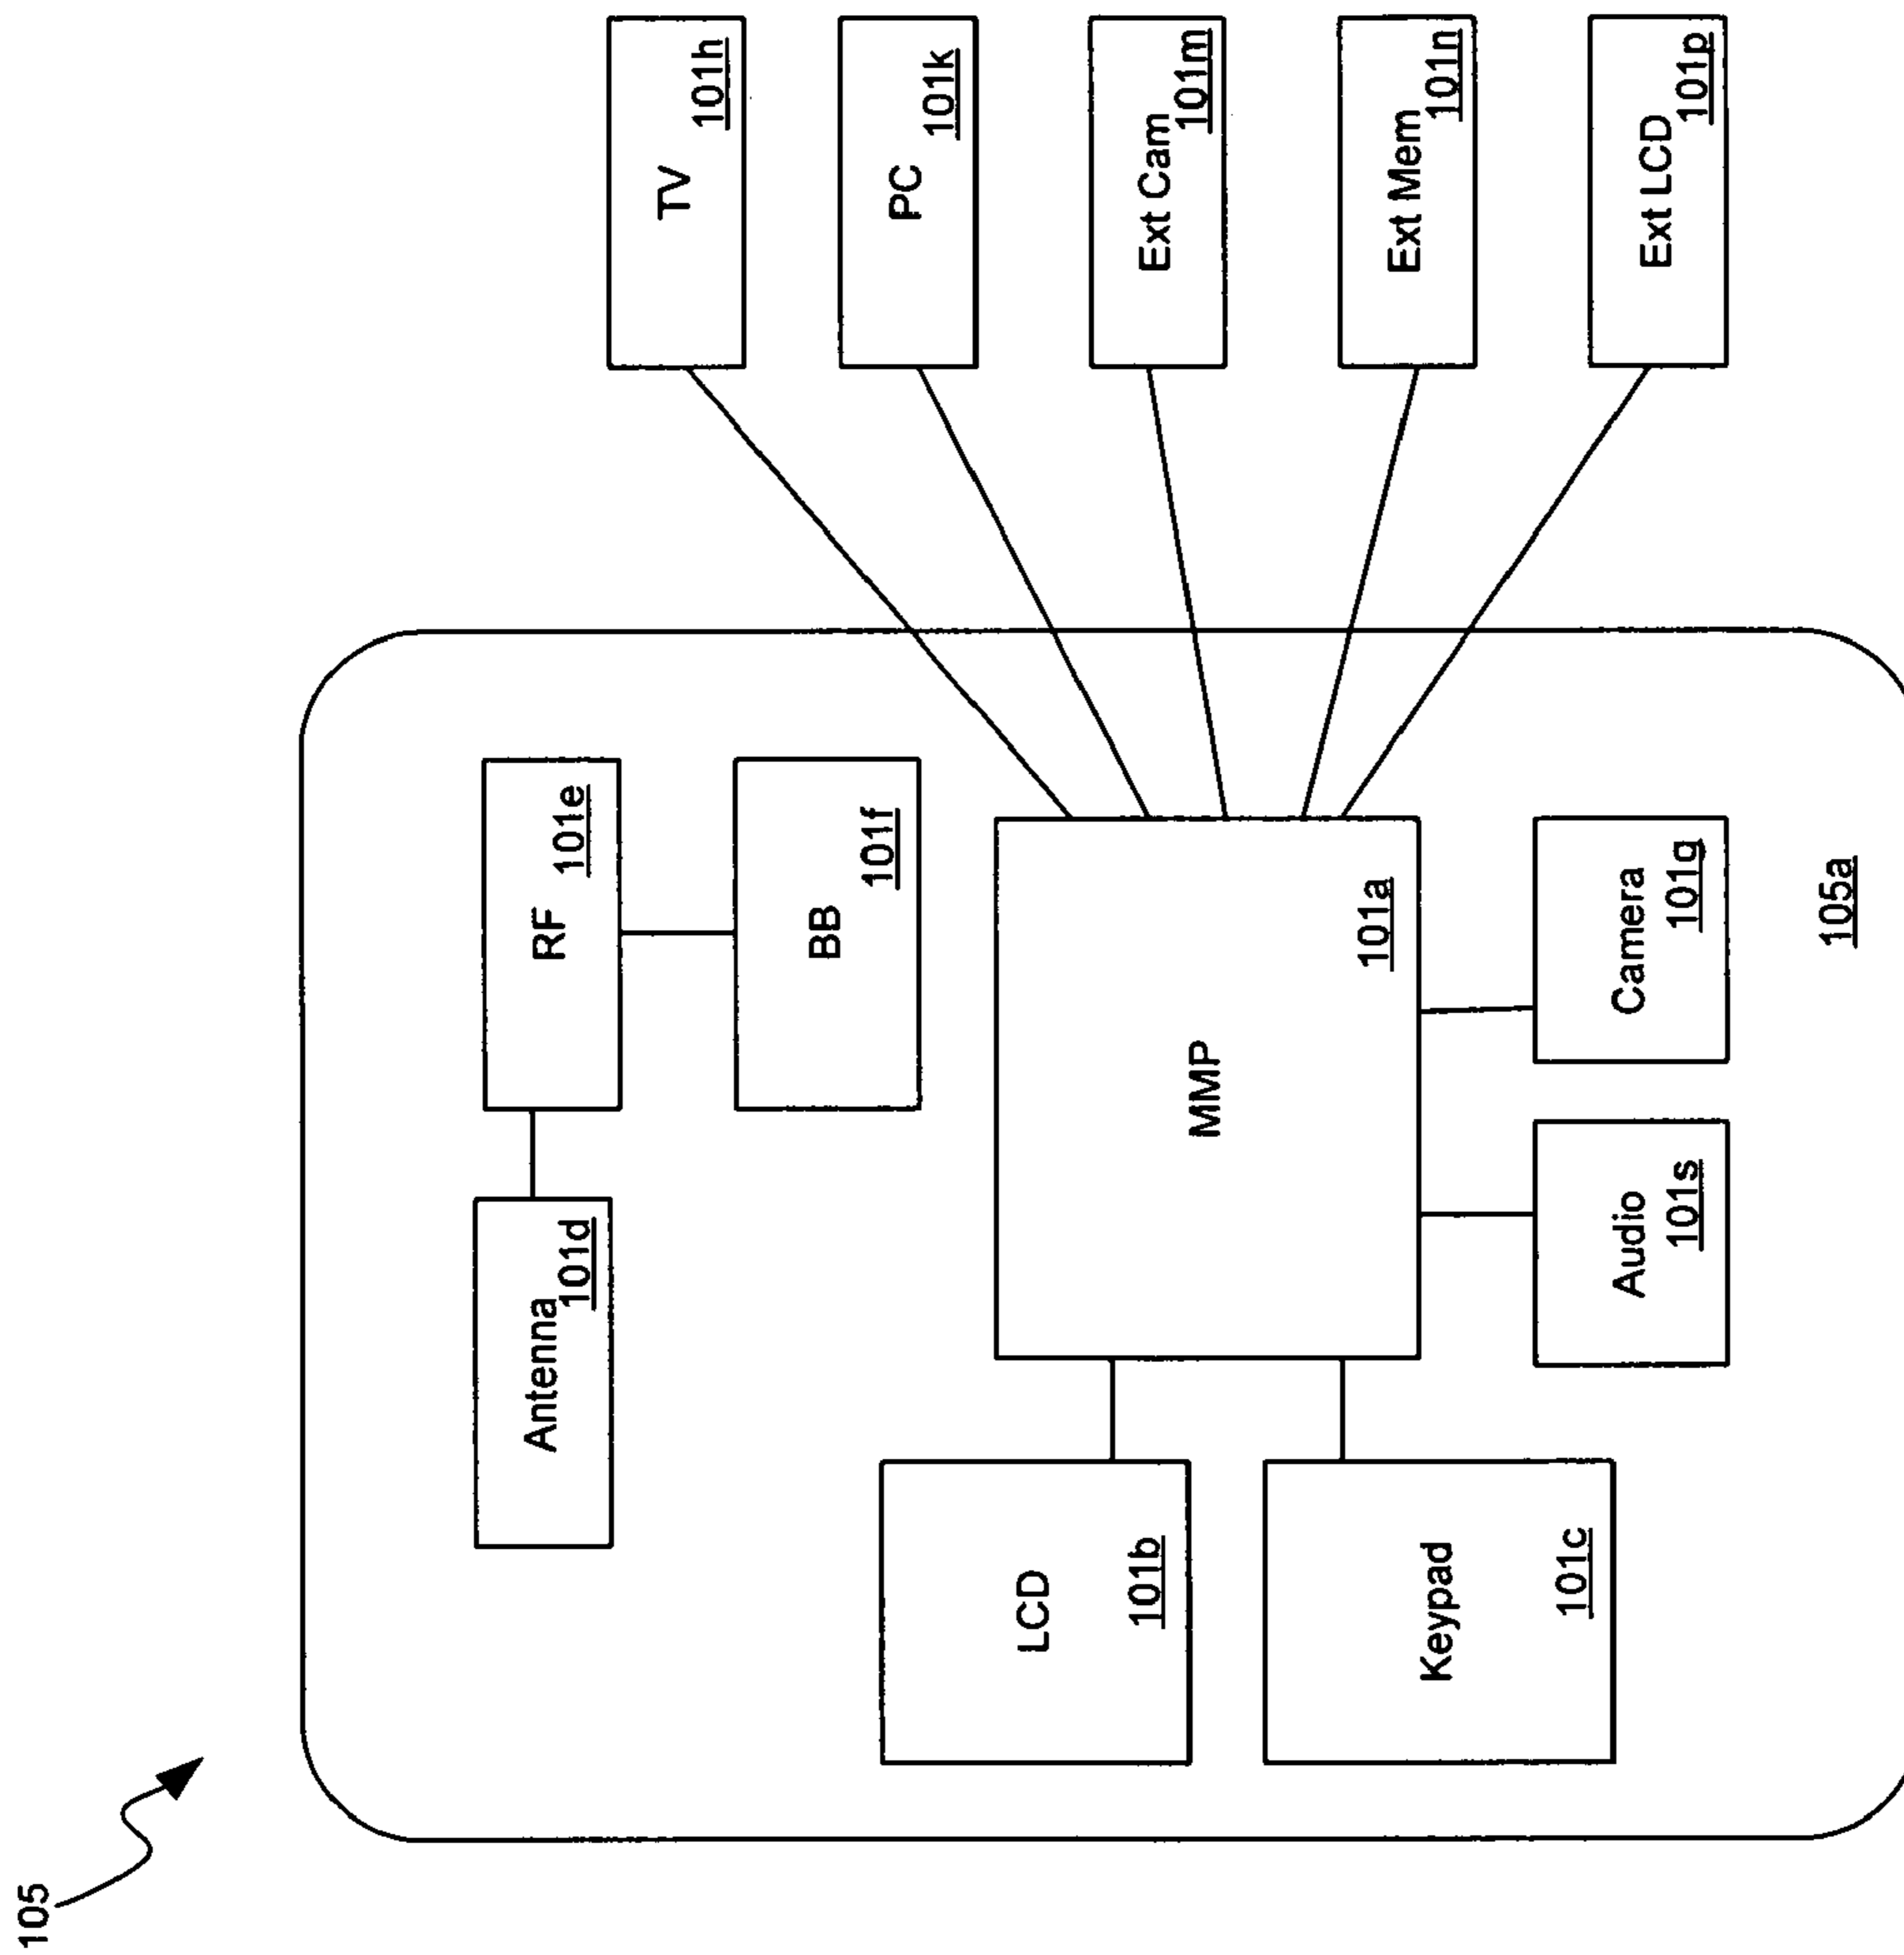 105
Antenna
101d
RF
101e
BB
101f
LCD
101b
Keypad
101c
MMP
101a
Audio
101s
Camera
101g
105a
TV
101h
PC
101k
Ext Cam
101m
Ext Mem
101n
Ext LCD
101p